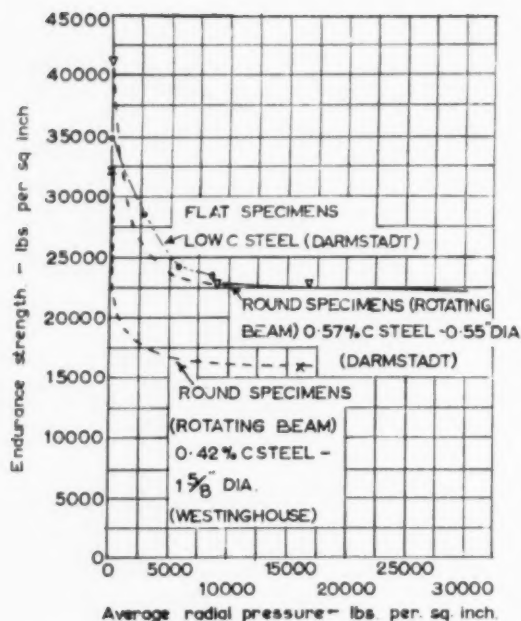 45000
40000
35000
30000
25000
20000
15000
10000
5000
0
Endurance strength. — lbs per sq inch
FLAT SPECIMENS
LOW C STEEL (DARMSTADT)
ROUND SPECIMENS (ROTATING
BEAM) 0·57% C STEEL -0·55" DIA
(DARMSTADT)
ROUND SPECIMENS
(ROTATING BEAM)
0·42% C STEEL –
1 5/8" DIA.
(WESTINGHOUSE)
0 5000 15000 25000
10000 20000 30000
Average radial pressure — lbs. per. sq. inch.